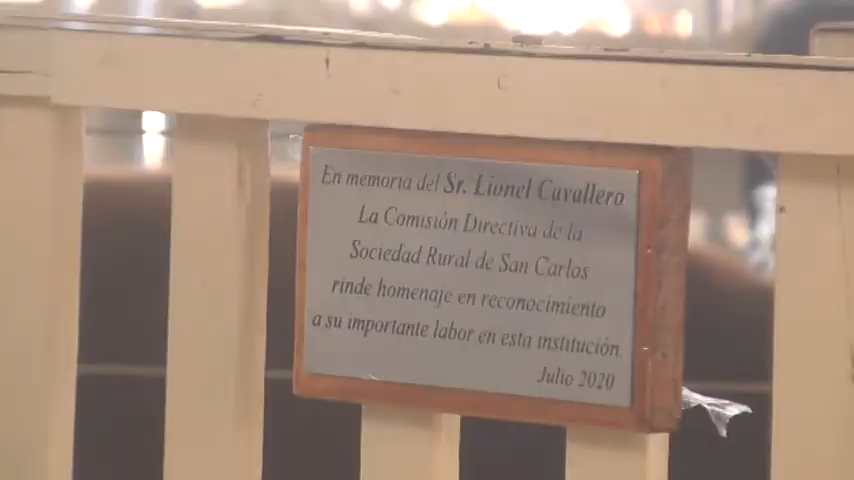 En memoria del Sr. Lionel Cavallero
La Comisión Directiva de la
Sociedad Rural de San Carlos
rinde homenaje en reconocimiento
a su importante labor en esta institución.
Julio 2020